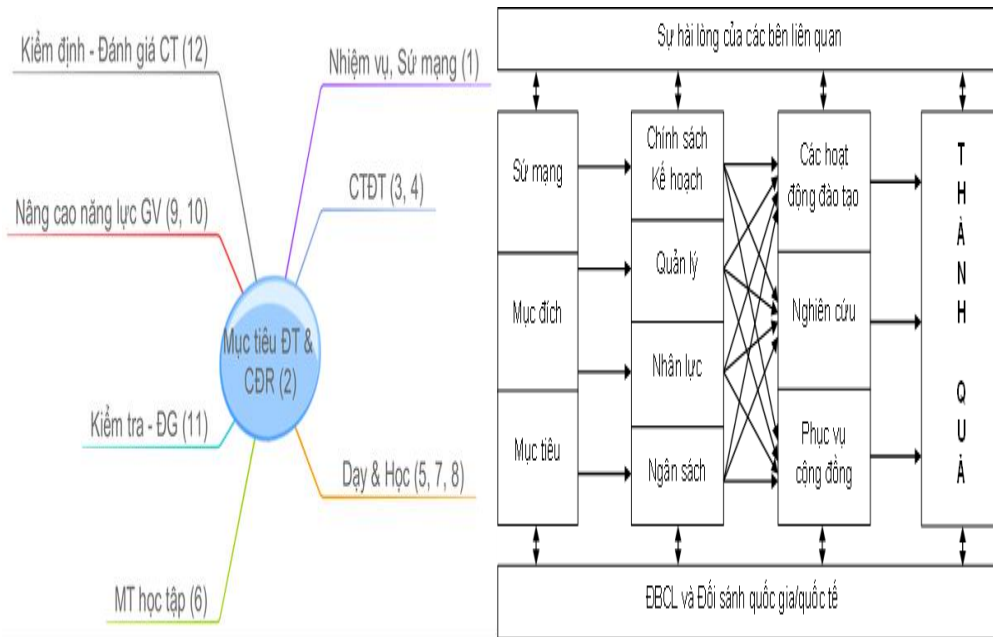 Kiểm định - Đánh giá CT (12)
Nhiệm vụ, Sứ mạng (1)
CTĐT (3, 4)
Nâng cao năng lực GV (9, 10)
Mục tiêu ĐT &
CĐR (2)
Kiểm tra - ĐG (11)
Dạy & Học (5, 7, 8)
MT học tập (6)
Sự hài lòng của các bên liên quan
Sứ mạng
Mục đích
Mục tiêu
Chính sách
Kế hoạch
Quản lý
Nhân lực
Ngân sách
Các hoạt
động đào tạo
Nghiên cứu
Phục vụ
cộng đồng
T
H
À
N
H
Q
U
Ả
ĐBCL và Đối sánh quốc gia/quốc tế